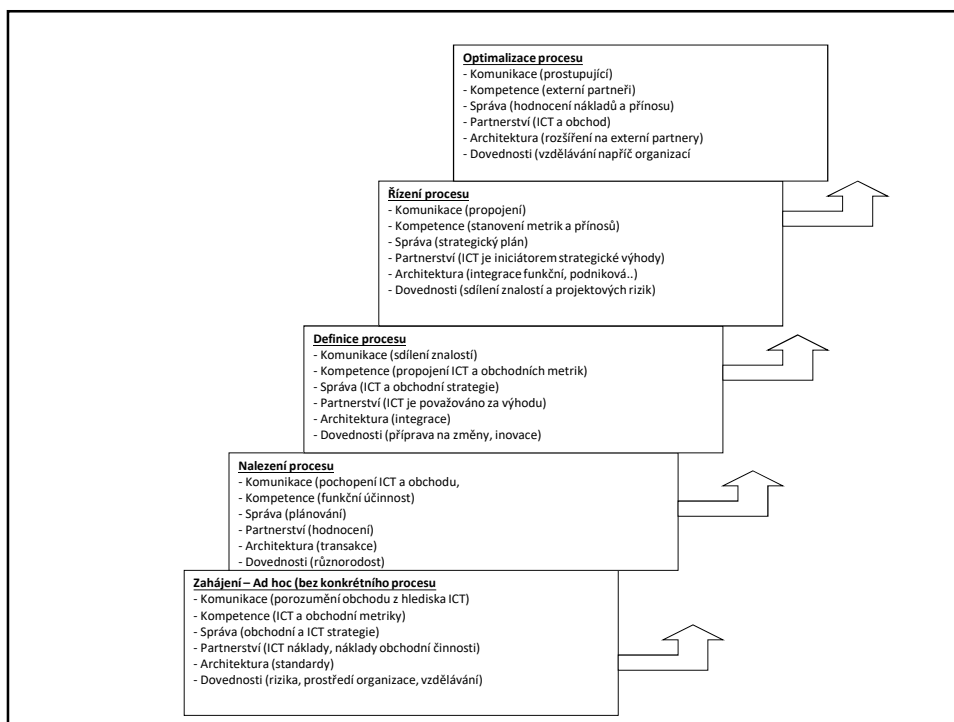 Optimalizace procesu
- Komunikace (prostupující)
- Kompetence (externí partneři)
- Správa (hodnocení nákladů a přínosu)
- Partnerství (ICT a obchod)
- Architektura (rozšíření na externí partnery)
- Dovednosti (vzdělávání napříč organizací
Řízení procesu
- Komunikace (propojení)
- Kompetence (stanovení metrik a přínosů)
- Správa (strategický plán)
- Partnerství (ICT je iniciátorem strategické výhody)
- Architektura (integrace funkční, podniková..)
- Dovednosti (sdílení znalostí a projektových rizik)
Definice procesu
- Komunikace (sdílení znalostí)
- Kompetence (propojení ICT a obchodních metrik)
- Správa (ICT a obchodní strategie)
- Partnerství (ICT je považováno za výhodu)
- Architektura (integrace)
- Dovednosti (příprava na změny, inovace)
Nalezení procesu
- Komunikace (pochopení ICT a obchodu,
- Kompetence (funkční účinnost)
- Správa (plánování)
- Partnerství (hodnocení)
- Architektura (transakce)
- Dovednosti (různorodost)
Zahájení – Ad hoc (bez konkrétního procesu
- Komunikace (porozumění obchodu z hlediska ICT)
- Kompetence (ICT a obchodní metriky)
- Správa (obchodní a ICT strategie)
- Partnerství (ICT náklady, náklady obchodní činnosti)
- Architektura (standardy)
- Dovednosti (rizika, prostředí organizace, vzdělávání)